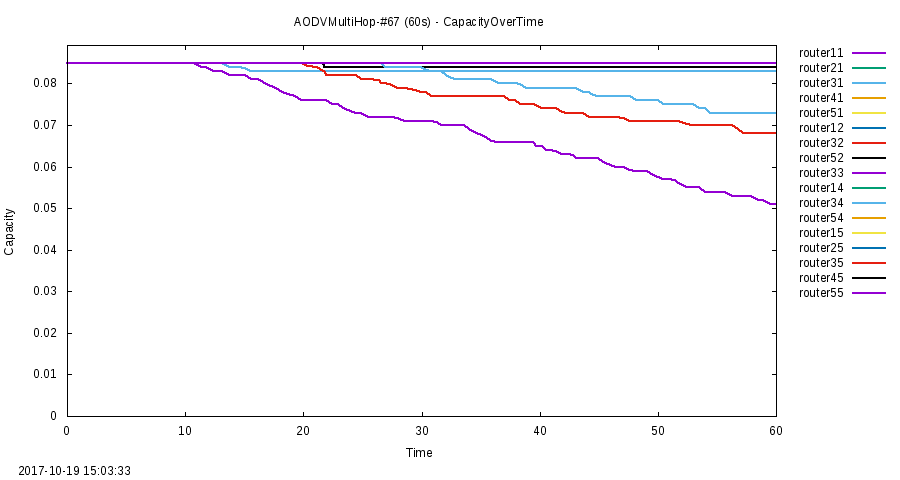 AODVMultiHop-#67 (60s) - CapacityOverTime
router11
router21
router31
router41
router51
router12
router32
router52
router33
router14
router34
router54
router15
router25
router35
router45
router55
0.08
0.07
0.06
0.05
0.04
0.03
0.02
0.01
0
Capacity
0 10 20 30 40 50 60
Time
2017-10-19 15:03:33